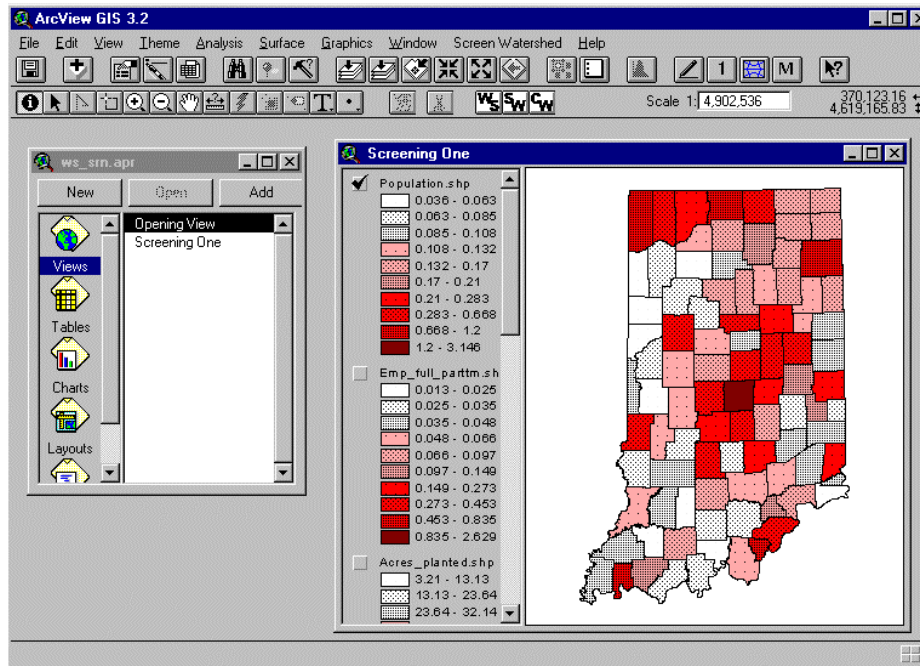 ArcView GIS 3.2
File Edit View Theme Analysis Surface Graphics Window Screen Watershed Help
1 M
WS SW CW Scale 1: 4,902,536 370,123.16
4,619,165.83
ws_srn.apr
New Open Add
Views
Tables
Charts
Layouts
Opening View
Screening One
Screening One
Population.shp
0.036 - 0.063
0.063 - 0.085
0.085 - 0.108
0.108 - 0.132
0.132 - 0.17
0.17 - 0.21
0.21 - 0.283
0.283 - 0.668
0.668 - 1.2
1.2 - 3.146
Emp_full_parttm.sh
0.013 - 0.025
0.025 - 0.035
0.035 - 0.048
0.048 - 0.066
0.066 - 0.097
0.097 - 0.149
0.149 - 0.273
0.273 - 0.453
0.453 - 0.835
0.835 - 2.629
Acres_planted.shp
3.21 - 13.13
13.13 - 23.64
23.64 - 32.14